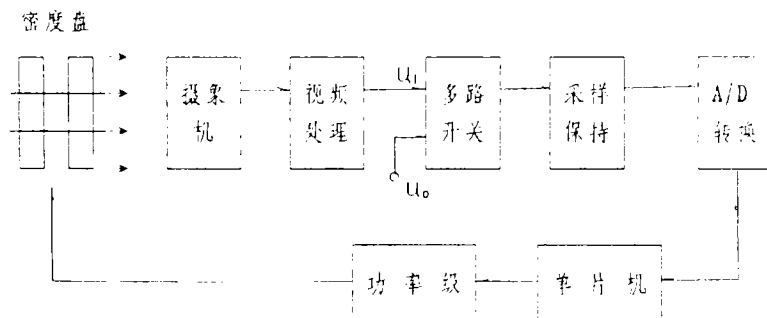 密度盘
摄象机
视频处理
U₁
多路开关
U₀
采样保持
A/D转换
功率级
单片机